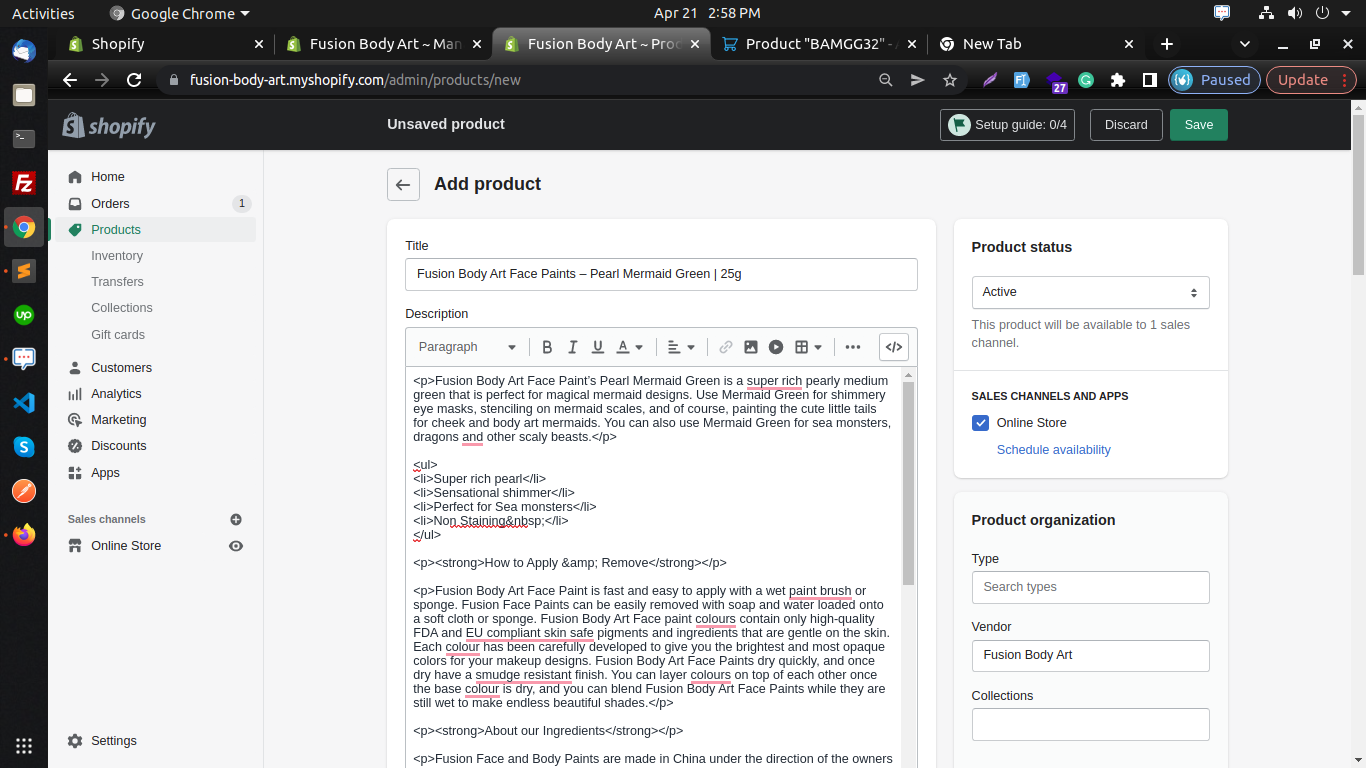 Activities
Google Chrome
Apr 21 2:58 PM
Shopify
Fusion Body Art ~ Man
Fusion Body Art ~ Proc
Product "BAMGG32" - A
New Tab
fusion-body-art.myshopify.com/admin/products/new
27
Paused
Update
shopify
Unsaved product
Setup guide: 0/4
Discard
Save
Home
Orders
1
Products
Inventory
Transfers
Collections
Gift cards
Customers
Analytics
Marketing
Discounts
Apps
Sales channels
Online Store
Settings
Add product
Title
Fusion Body Art Face Paints – Pearl Mermaid Green | 25g
Description
Paragraph
B I U A
</>
<p>Fusion Body Art Face Paint’s Pearl Mermaid Green is a super rich pearly medium
green that is perfect for magical mermaid designs. Use Mermaid Green for shimmery
eye masks, stenciling on mermaid scales, and of course, painting the cute little tails
for cheek and body art mermaids. You can also use Mermaid Green for sea monsters,
dragons and other scaly beasts.</p>
<ul>
<li>Super rich pearl</li>
<li>Sensational shimmer</li>
<li>Perfect for Sea monsters</li>
<li>Non Staining&nbsp;</li>
</ul>
<p><strong>How to Apply &amp; Remove</strong></p>
<p>Fusion Body Art Face Paint is fast and easy to apply with a wet paint brush or
sponge. Fusion Face Paints can be easily removed with soap and water loaded onto
a soft cloth or sponge. Fusion Body Art Face paint colours contain only high-quality
FDA and EU compliant skin safe pigments and ingredients that are gentle on the skin.
Each colour has been carefully developed to give you the brightest and most opaque
colors for your makeup designs. Fusion Body Art Face Paints dry quickly, and once
dry have a smudge resistant finish. You can layer colours on top of each other once
the base colour is dry, and you can blend Fusion Body Art Face Paints while they are
still wet to make endless beautiful shades.</p>
<p><strong>About our Ingredients</strong></p>
<p>Fusion Face and Body Paints are made in China under the direction of the owners
Product status
Active
This product will be available to 1 sales
channel.
SALES CHANNELS AND APPS
Online Store
Schedule availability
Product organization
Type
Search types
Vendor
Fusion Body Art
Collections